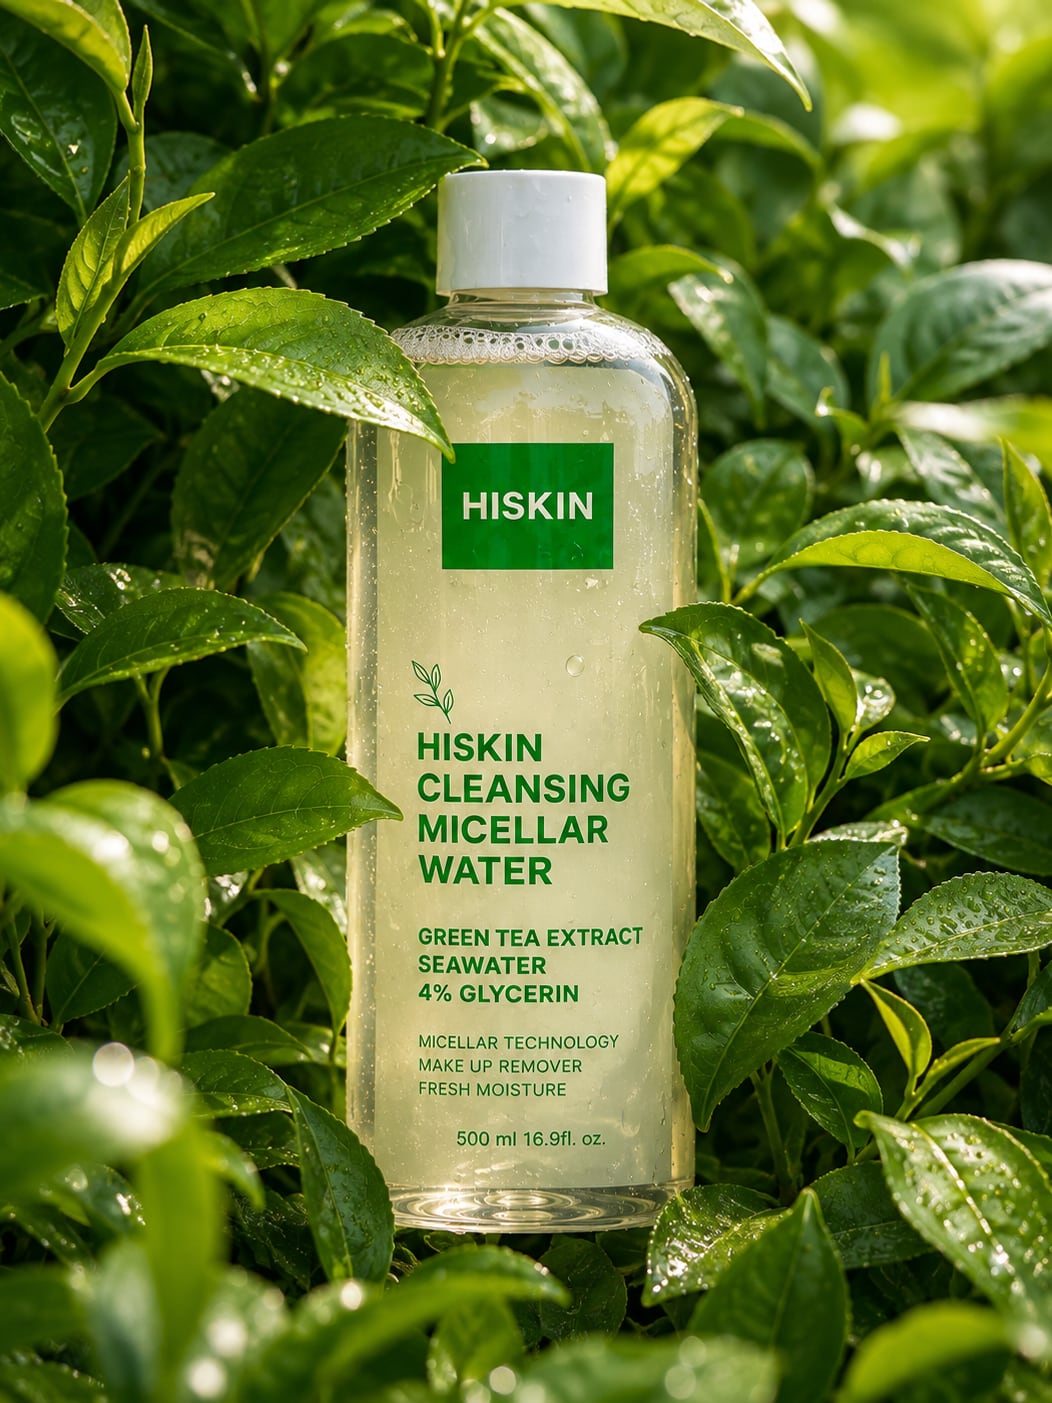 HISKIN
HISKIN
CLEANSING
MICELLAR
WATER
GREEN TEA EXTRACT
SEAWATER
4% GLYCERIN
MICELLAR TECHNOLOGY
MAKE UP REMOVER
FRESH MOISTURE
500 ml 16.9fl. oz.